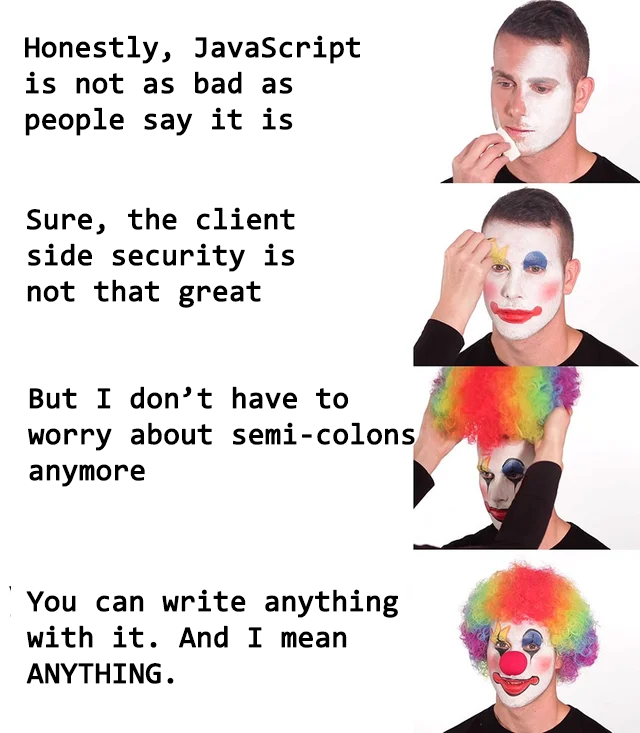 Honestly, JavaScript
is not as bad as
people say it is
Sure, the client
side security is
not that great
But I don’t have to
worry about semi-colons
anymore
You can write anything
with it. And I mean
ANYTHING.